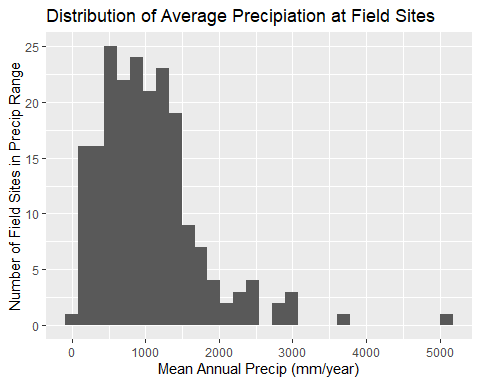 Distribution of Average Precipiation at Field Sites
Number of Field Sites in Precip Range
25
20
15
10
5
0
0 1000 2000 3000 4000 5000
Mean Annual Precip (mm/year)